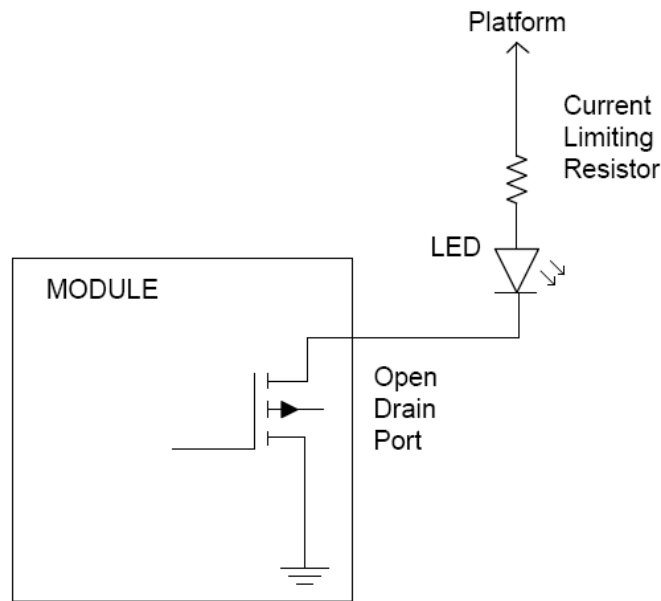 Platform
Current
Limiting
Resistor
LED
MODULE
Open
Drain
Port